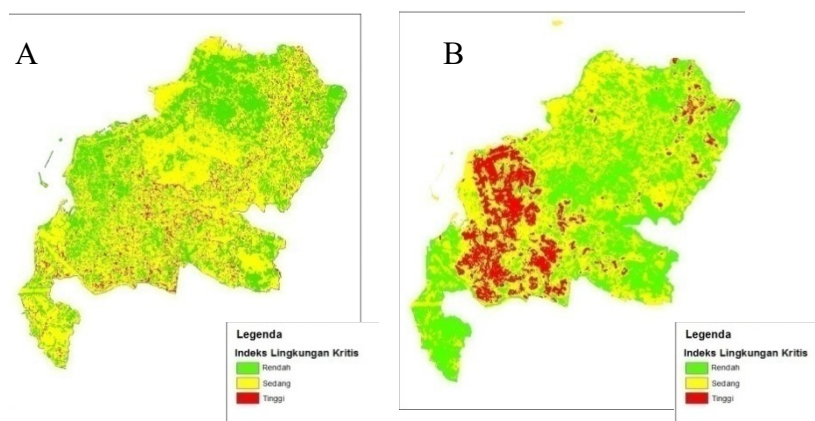 A
B
Legenda
Indeks Lingkungan Kritis
Rendah
Sedang
Tinggi
Legenda
Indeks Lingkungan Kritis
Rendah
Sedang
Tinggi